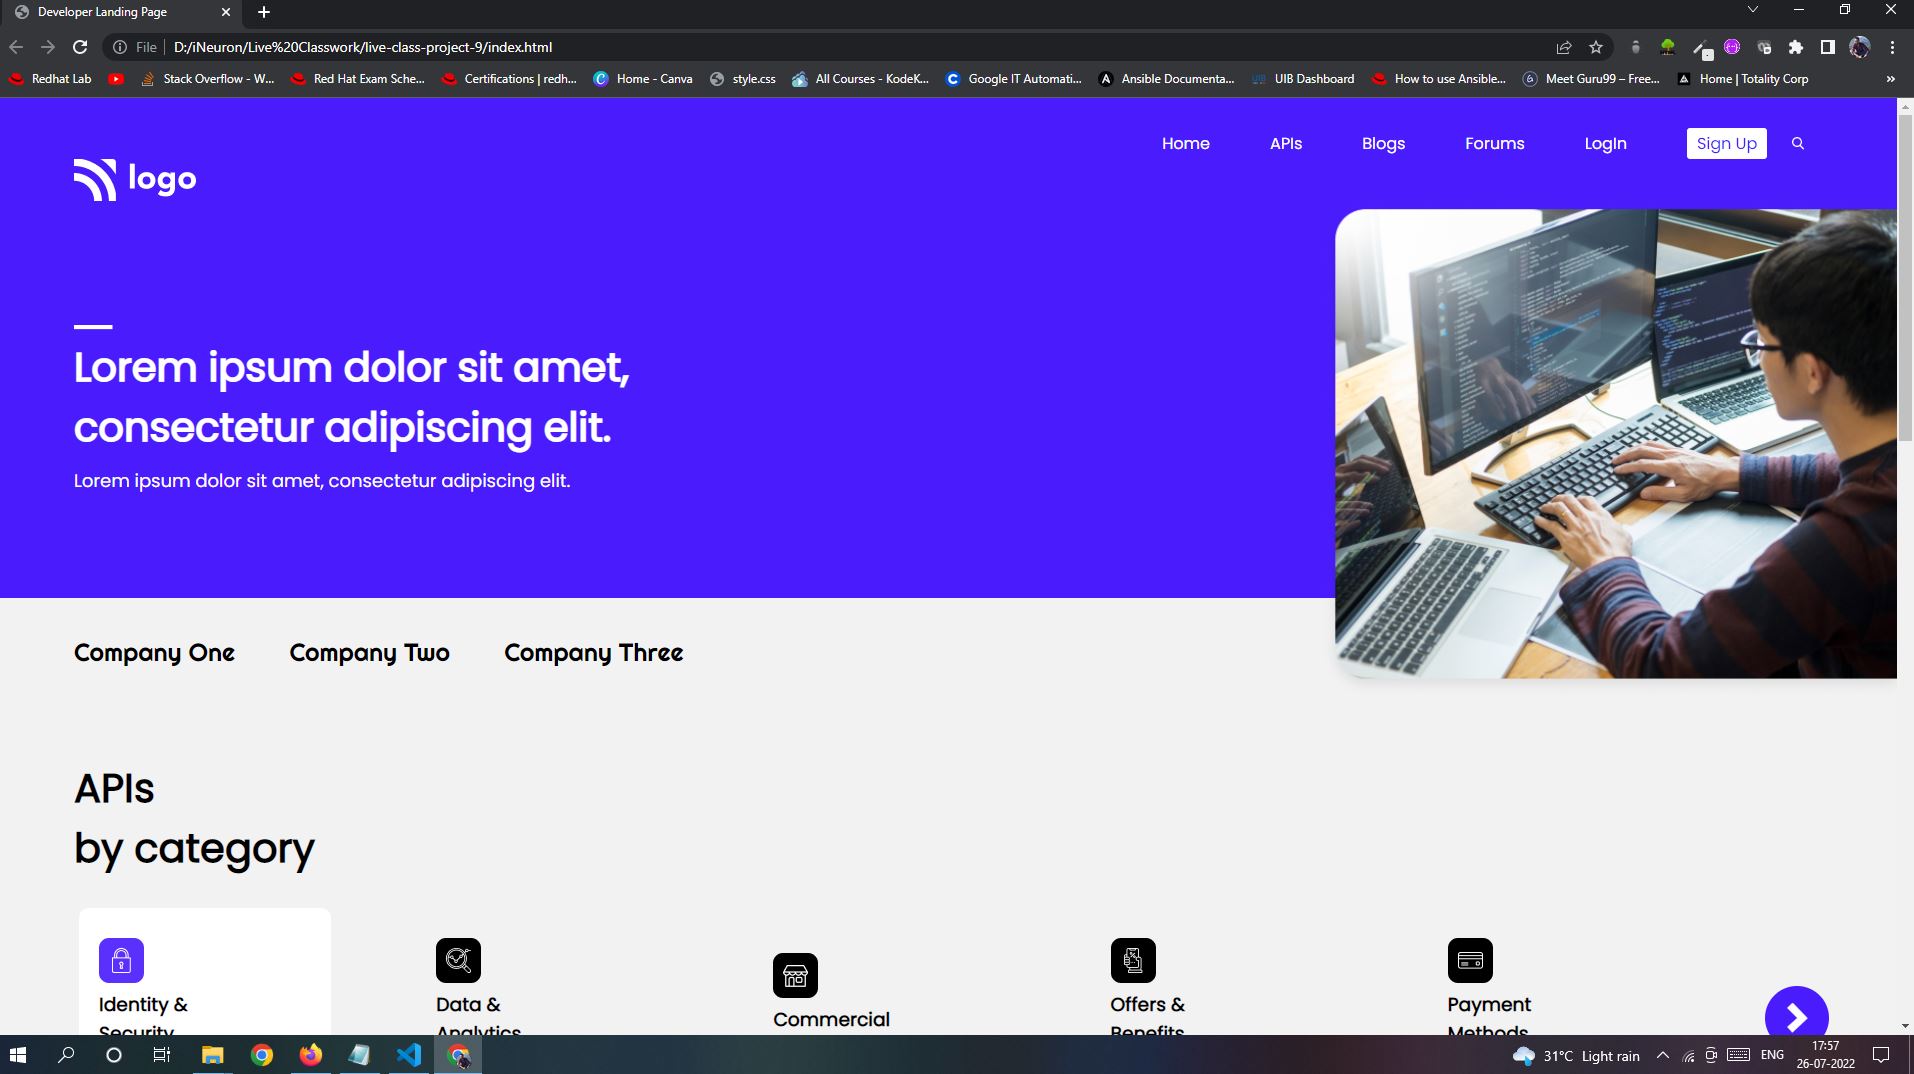 Developer Landing Page
File D:/iNeuron/Live%20Classwork/live-class-project-9/index.html
Redhat Lab Stack Overflow - W... Red Hat Exam Sche... Certifications | redh... Home - Canva style.css All Courses - KodeK... Google IT Automati... Ansible Documenta... UIB Dashboard How to use Ansible... Meet Guru99 – Free... Home | Totality Corp »
Home APIs Blogs Forums LogIn Sign Up
logo
Lorem ipsum dolor sit amet,
consectetur adipiscing elit.
Lorem ipsum dolor sit amet, consectetur adipiscing elit.
Company One Company Two Company Three
APIs
by category
Identity & Data & Offers & Payment
Security Analytics Commercial Benefits Methods
31°C Light rain ENG 17:57
26-07-2022